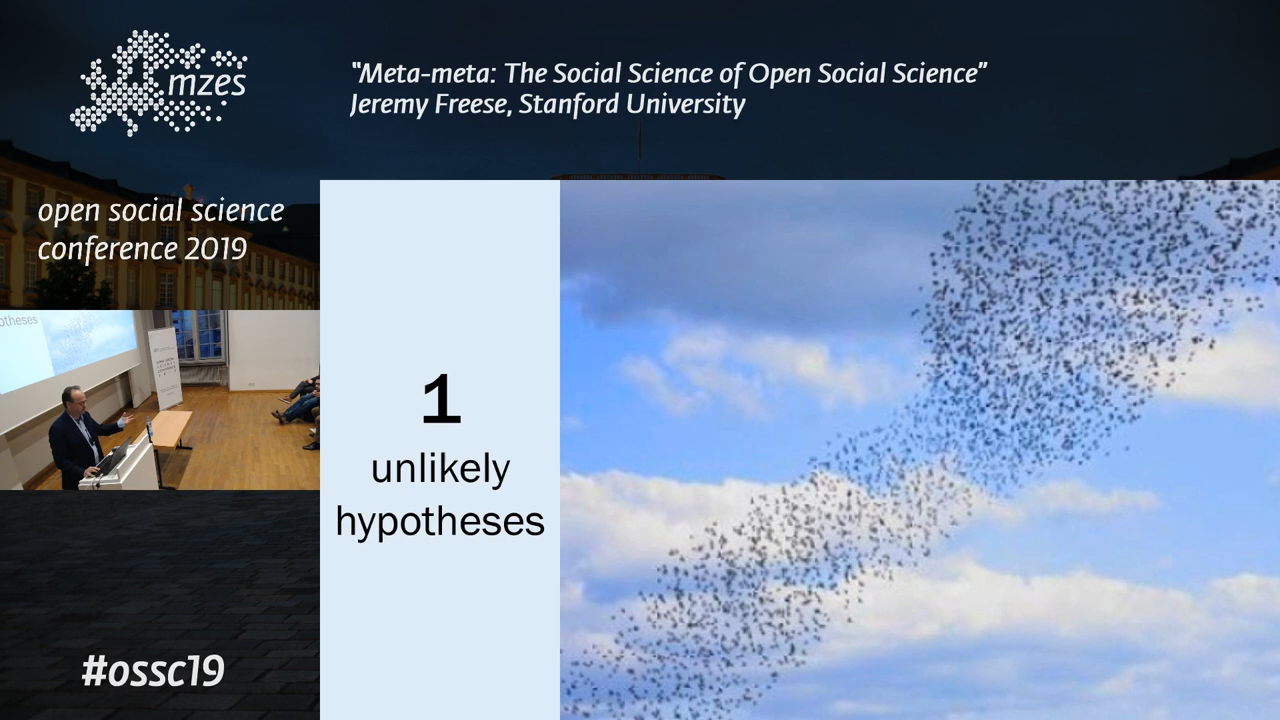 mzes
“Meta-meta: The Social Science of Open Social Science”
Jeremy Freese, Stanford University
open social science
conference 2019
otheses
1
unlikely
hypotheses
#ossc19